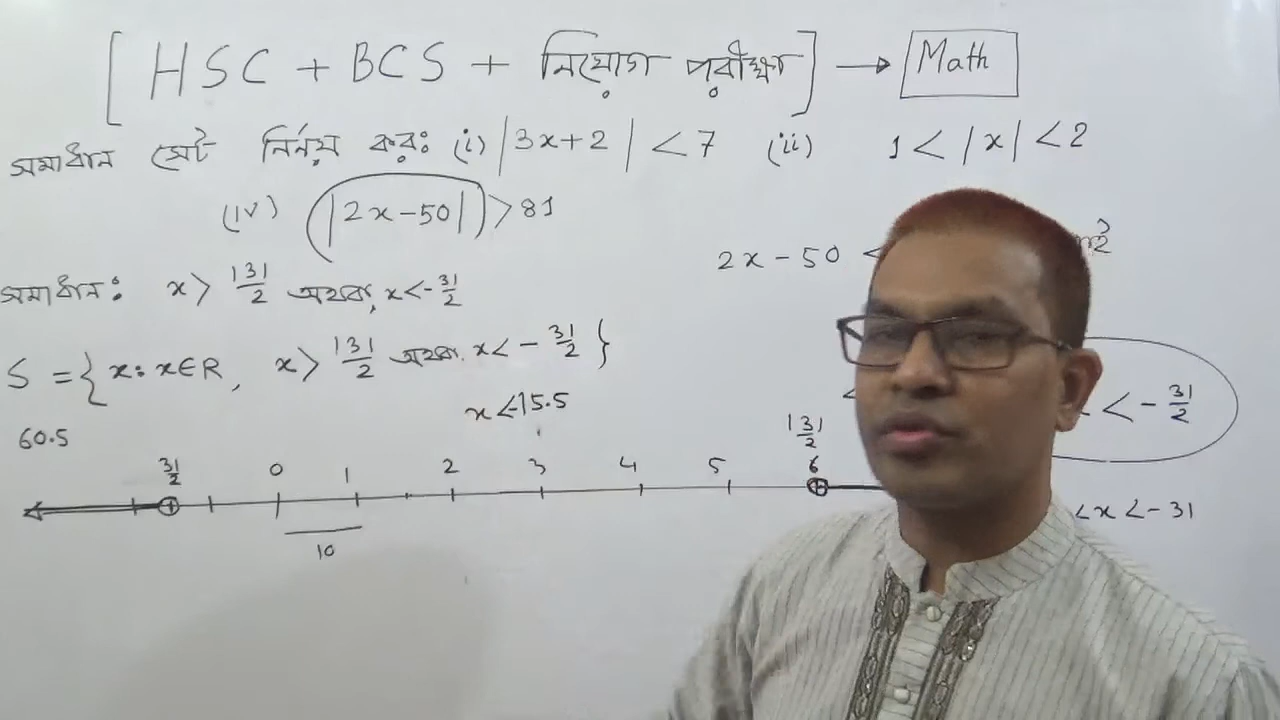 [HSC + BCS + নিয়োগ পরীক্ষা] → Math
সমাধান সেট নির্নয় করঃ (i) |3x+2| < 7 (ii) 1 < |x| < 2
(iv) |2x-50| > 81
2x - 50 <
সমাধানঃ x > 131/2 অথবা, x < -31/2
S = { x: x∈R, x > 131/2 অথবা, x < - 31/2 }
x < -15.5
< - 31/2
60.5
131/2
31/2 0 1 2 3 4 5 6
< x < - 31
10